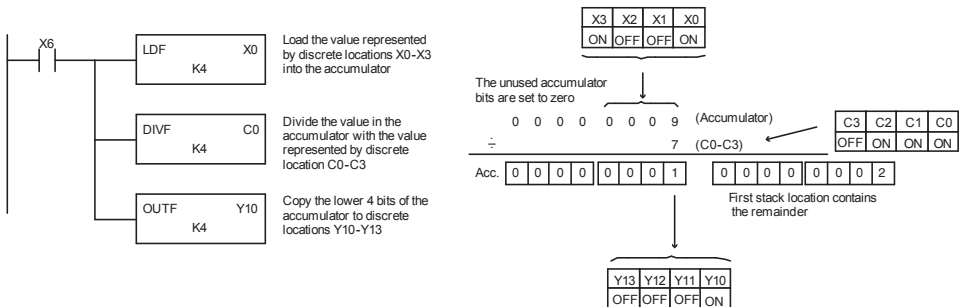 X6
LDF X0
K4
Load the value represented
by discrete locations X0-X3
into the accumulator
DIVF C0
K4
Divide the value in the
accumulator with the value
represented by discrete
location C0-C3
OUTF Y10
K4
Copy the lower 4 bits of the
accumulator to discrete
locations Y10-Y13
X3 X2 X1 X0
ON OFF OFF ON
The unused accumulator
bits are set to zero
0 0 0 0 0 0 0 9 (Accumulator)
÷ 7 (C0-C3)
C3 C2 C1 C0
OFF ON ON ON
Acc. 0 0 0 0 0 0 0 1 0 0 0 0 0 0 0 2
First stack location contains
the remainder
Y13 Y12 Y11 Y10
OFF OFF OFF ON